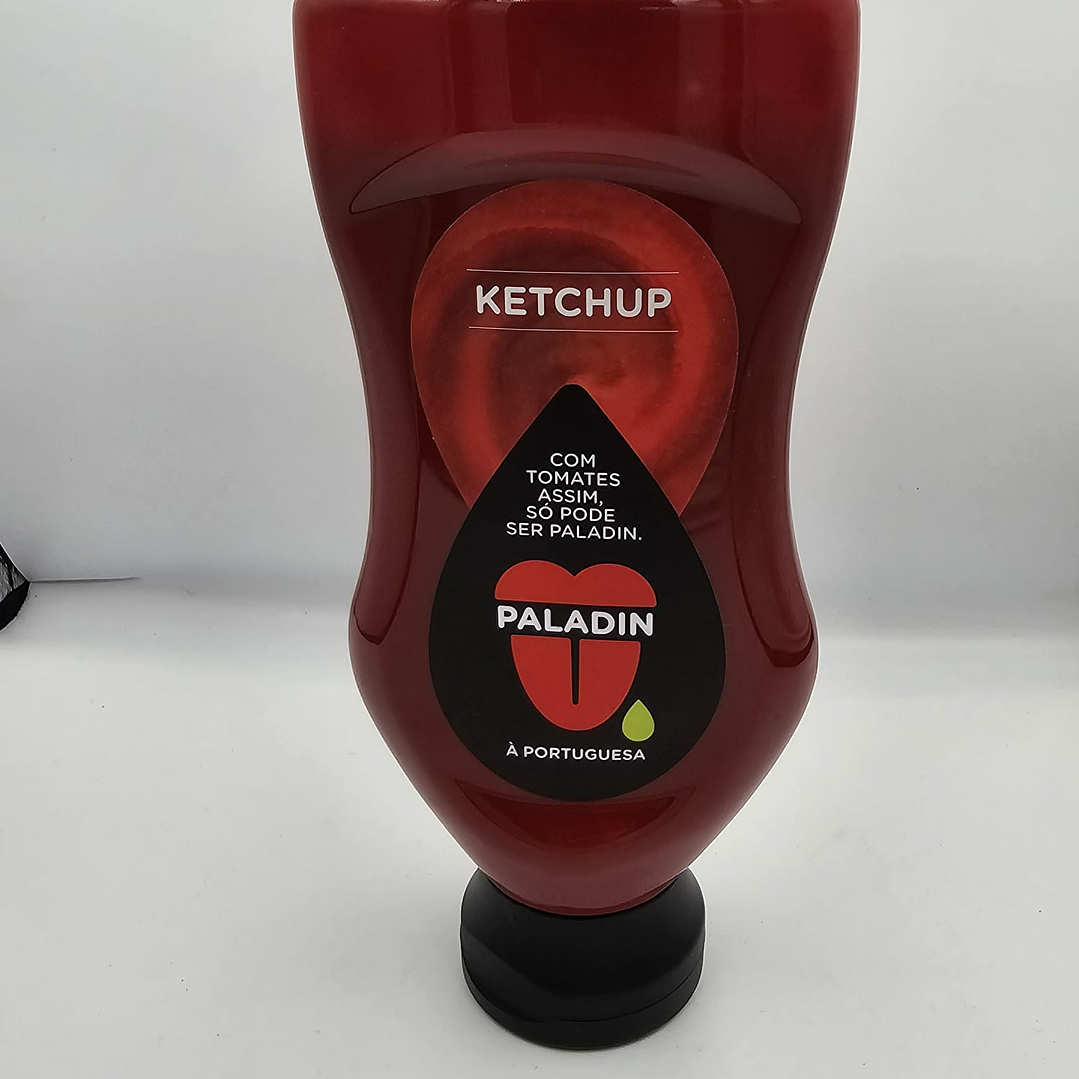 KETCHUP
COM
TOMATES
ASSIM,
SÓ PODE
SER PALADIN.
PALADIN
À PORTUGUESA